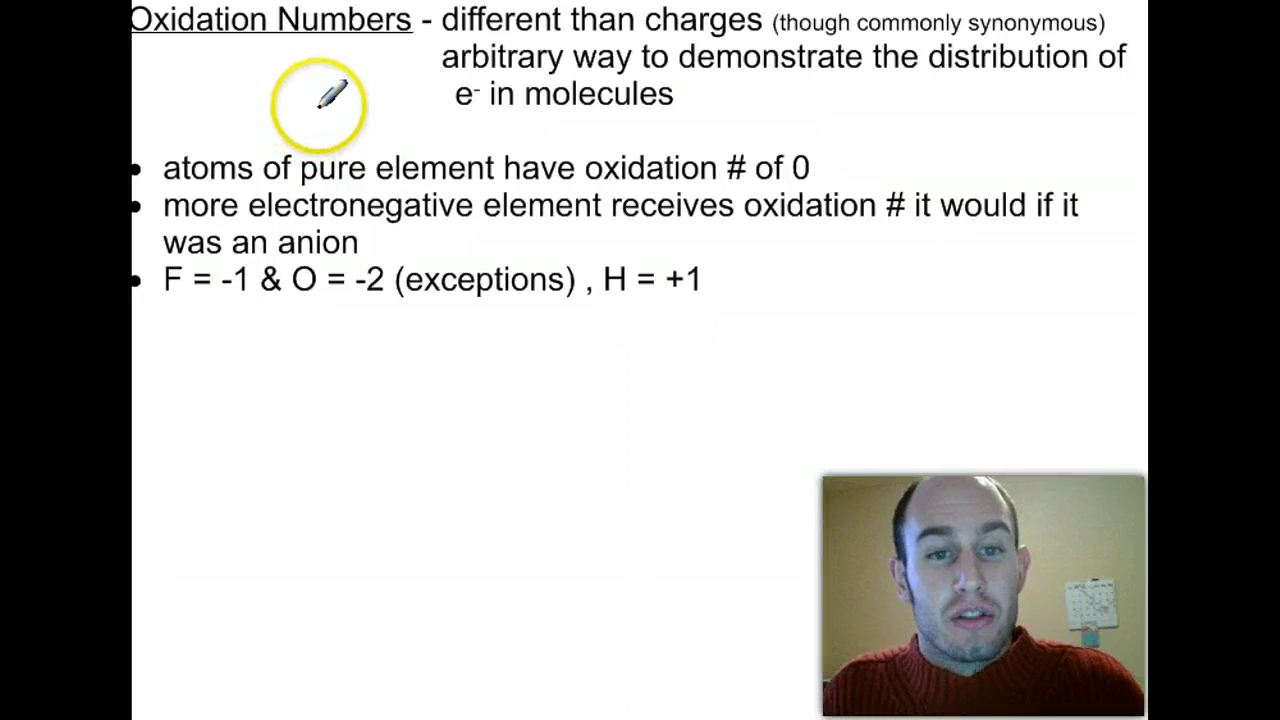 Oxidation Numbers - different than charges (though commonly synonymous)
arbitrary way to demonstrate the distribution of
e⁻ in molecules
• atoms of pure element have oxidation # of 0
• more electronegative element receives oxidation # it would if it
was an anion
• F = -1 & O = -2 (exceptions) , H = +1